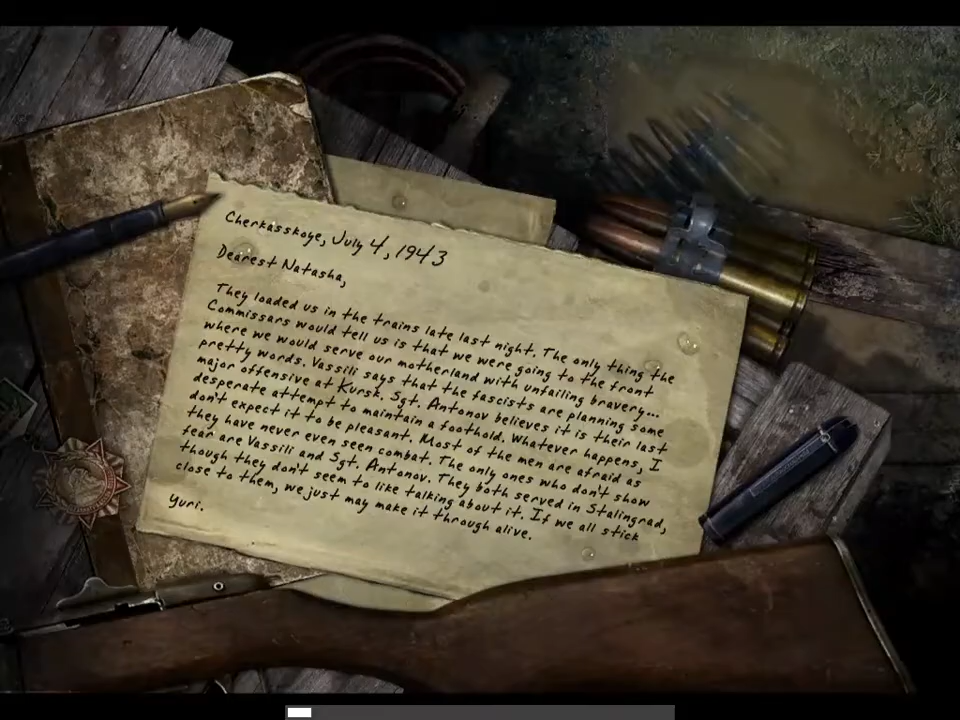 Cherkasskoye, July 4, 1943
Dearest Natasha,
They loaded us in the trains late last night. The only thing the
Commissars would tell us is that we were going to the front
where we would serve our motherland with unfailing bravery...
pretty words. Vassili says that the fascists are planning some
major offensive at Kursk, Sgt. Antonov believes it is their last
desperate attempt to maintain a foothold. Whatever happens, I
don't expect it to be pleasant. Most of the men are afraid as
they have never even seen combat. The only ones who don't show
fear are Vassili and Sgt. Antonov. They both served in Stalingrad,
though they don't seem to like talking about it. If we all stick
close to them, we just may make it through alive.
Yuri.